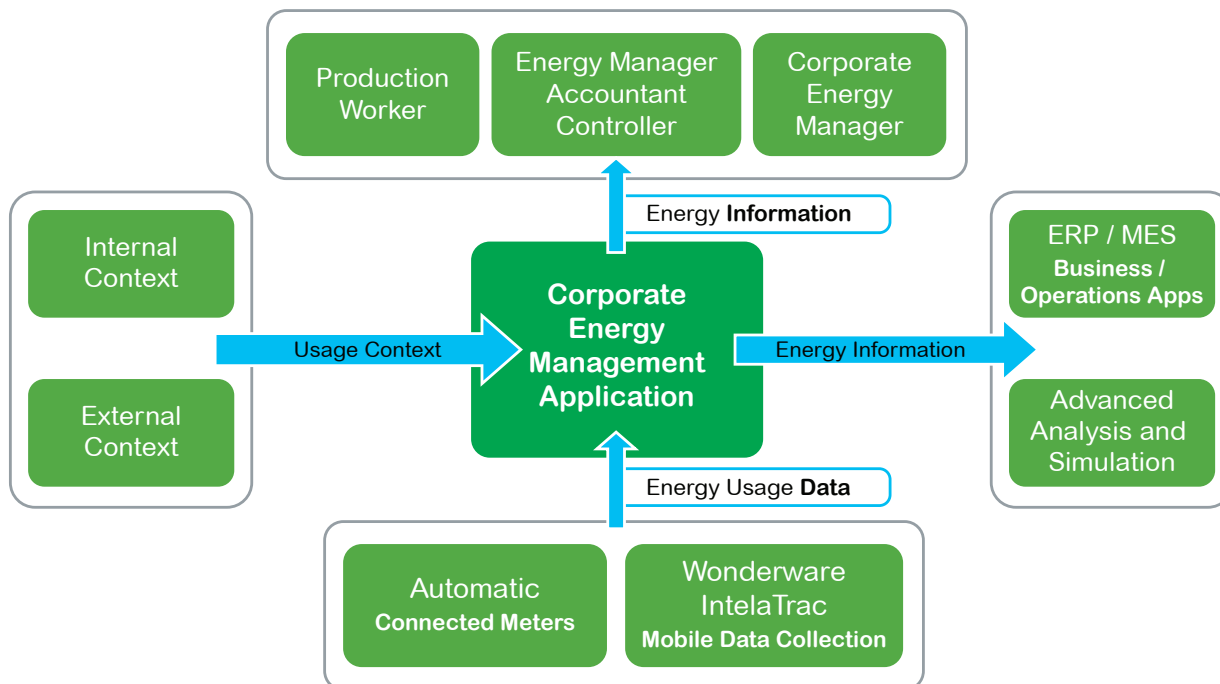 Production
Worker
Energy Manager
Accountant
Controller
Corporate
Energy
Manager
Energy Information
Internal
Context
External
Context
Usage Context
Corporate
Energy
Management
Application
Energy Information
ERP / MES
Business /
Operations Apps
Advanced
Analysis and
Simulation
Energy Usage Data
Automatic
Connected Meters
Wonderware
IntelaTrac
Mobile Data Collection